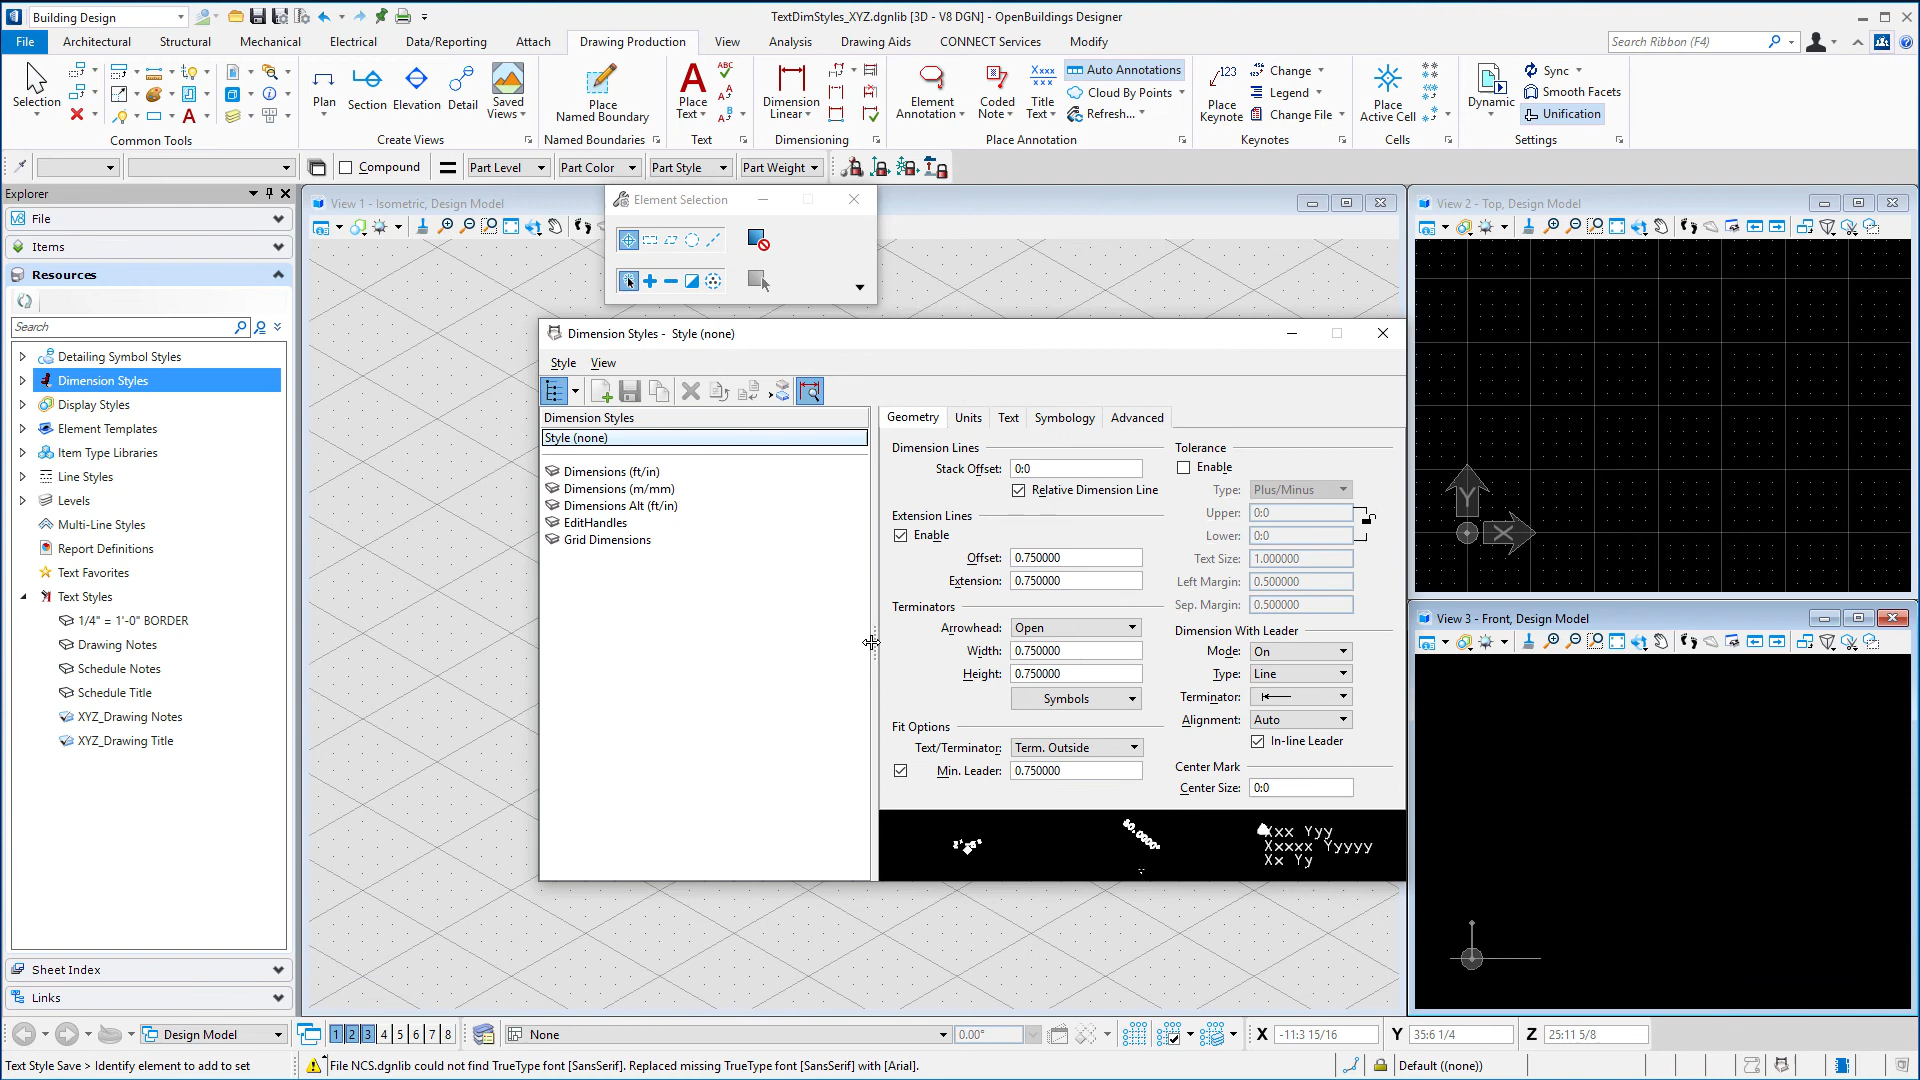 Building Design
TextDimStyles_XYZ.dgnlib [3D - V8 DGN] - OpenBuildings Designer
File Architectural Structural Mechanical Electrical Data/Reporting Attach Drawing Production View Analysis Drawing Aids CONNECT Services Modify
Search Ribbon (F4)
Selection
Plan
Section
Elevation
Detail
Saved Views
Place Named Boundary
Place Text
ABC
Dimension Linear
Element Annotation
Coded Note
Xxxx
Title Text
Auto Annotations
Cloud By Points
Refresh...
123
Place Keynote
Change
Legend
Change File
Place Active Cell
Dynamic
Sync
Smooth Facets
Unification
Common Tools
Create Views
Named Boundaries
Text
Dimensioning
Place Annotation
Keynotes
Cells
Settings
Compound
Part Level
Part Color
Part Style
Part Weight
Explorer
File
Items
Resources
Search
Detailing Symbol Styles
Dimension Styles
Display Styles
Element Templates
Item Type Libraries
Line Styles
Levels
Multi-Line Styles
Report Definitions
Text Favorites
Text Styles
1/4" = 1'-0" BORDER
Drawing Notes
Schedule Notes
Schedule Title
XYZ_Drawing Notes
XYZ_Drawing Title
Sheet Index
Links
View 1 - Isometric, Design Model
Element Selection
View 2 - Top, Design Model
Y
X
View 3 - Front, Design Model
Dimension Styles - Style (none)
Style View
Dimension Styles
Style (none)
Dimensions (ft/in)
Dimensions (m/mm)
Dimensions Alt (ft/in)
EditHandles
Grid Dimensions
Geometry Units Text Symbology Advanced
Dimension Lines
Stack Offset: 0:0
Relative Dimension Line
Extension Lines
Enable
Offset: 0.750000
Extension: 0.750000
Terminators
Arrowhead: Open
Width: 0.750000
Height: 0.750000
Symbols
Fit Options
Text/Terminator: Term. Outside
Min. Leader: 0.750000
Tolerance
Enable
Type: Plus/Minus
Upper: 0:0
Lower: 0:0
Text Size: 1.000000
Left Margin: 0.500000
Sep. Margin: 0.500000
Dimension With Leader
Mode: On
Type: Line
Terminator:
Alignment: Auto
In-line Leader
Center Mark
Center Size: 0:0
Xxx Yyy
Xxxxx Yyyyy
Xx Yy
Design Model
1 2 3 4 5 6 7 8
None
0.00°
X -11:3 15/16
Y 35:6 1/4
Z 25:11 5/8
Text Style Save > Identify element to add to set
File NCS.dgnlib could not find TrueType font [SansSerif]. Replaced missing TrueType font [SansSerif] with [Arial].
Default ((none))